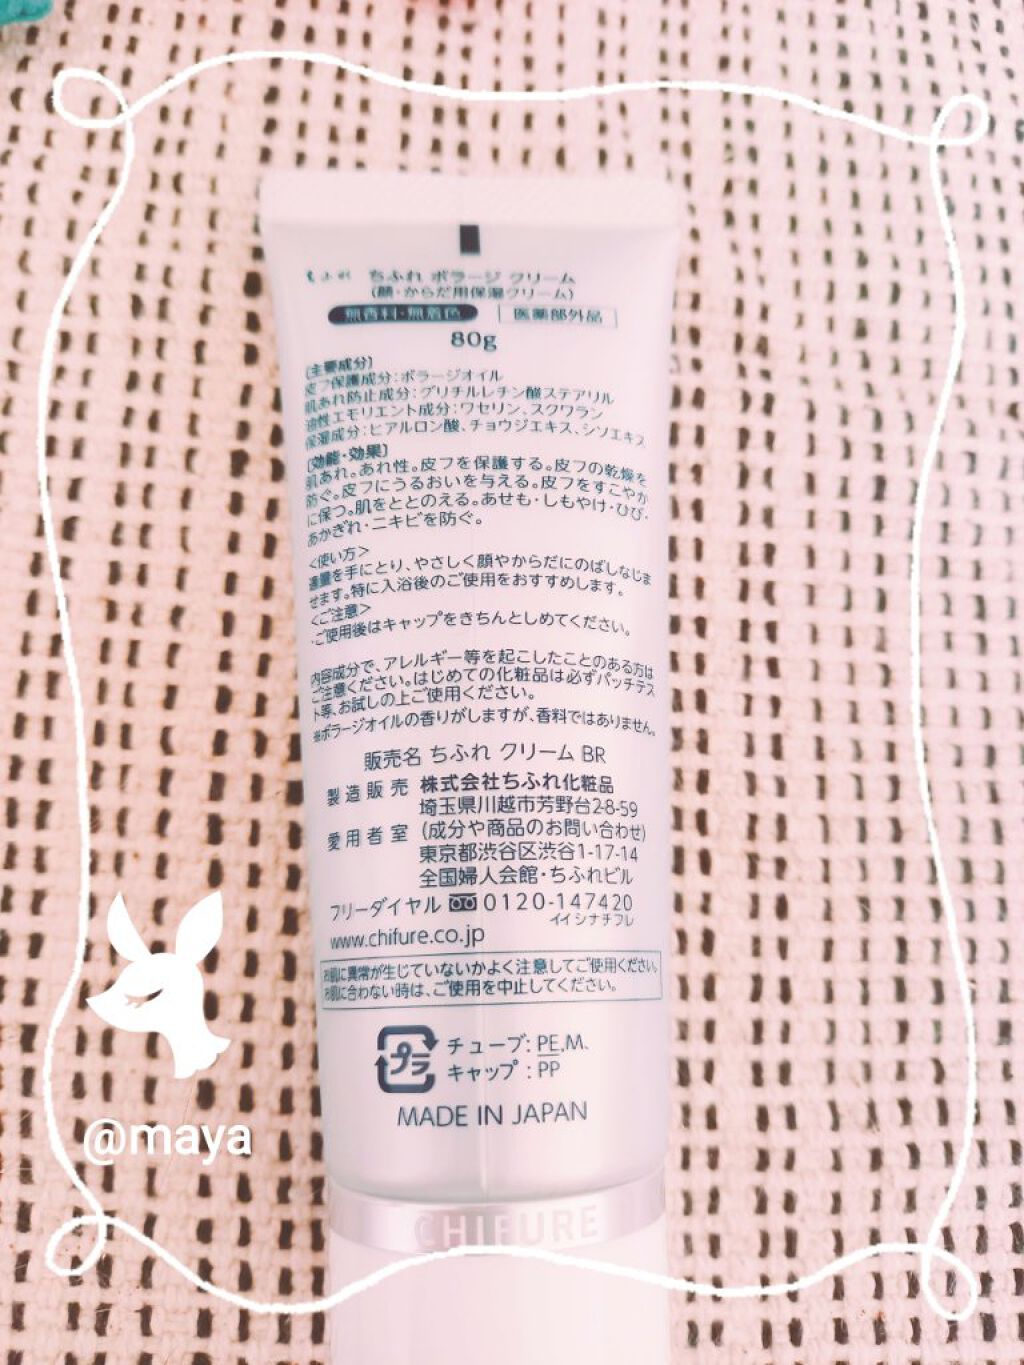 ちふれ ちふれ ボラージ クリーム
(顔・からだ用保湿クリーム)
無香料・無着色 医薬部外品
80g
[主要成分]
皮フ保護成分:ボラージオイル
肌あれ防止成分:グリチルレチン酸ステアリル
油性エモリエント成分:ワセリン、スクワラン
保湿成分:ヒアルロン酸、チョウジエキス、シソエキス
[効能・効果]
肌あれ。あれ性。皮フを保護する。皮フの乾燥を
防ぐ。皮フにうるおいを与える。皮フをすこやか
に保つ。肌をととのえる。あせも・しもやけ・ひび・
あかぎれ・ニキビを防ぐ。
<使い方>
適量を手にとり、やさしく顔やからだにのばしなじま
せます。特に入浴後のご使用をおすすめします。
<ご注意>
・ご使用後はキャップをきちんとしめてください。
内容成分で、アレルギー等を起こしたことのある方は
ご注意ください。はじめての化粧品は必ずパッチテス
ト等、お試しの上ご使用ください。
※ボラージオイルの香りがしますが、香料ではありません。
販売名 ちふれ クリーム BR
製造販売 株式会社ちふれ化粧品
埼玉県川越市芳野台2-8-59
愛用者室 (成分や商品のお問い合わせ)
東京都渋谷区渋谷1-17-14
全国婦人会館・ちふれビル
フリーダイヤル 0120-147420
イイシナチフレ
www.chifure.co.jp
お肌に異常が生じていないかよく注意してご使用ください。
お肌に合わない時は、ご使用を中止してください。
プラ チューブ:PE,M、
キャップ:PP
MADE IN JAPAN
@maya
CHIFURE